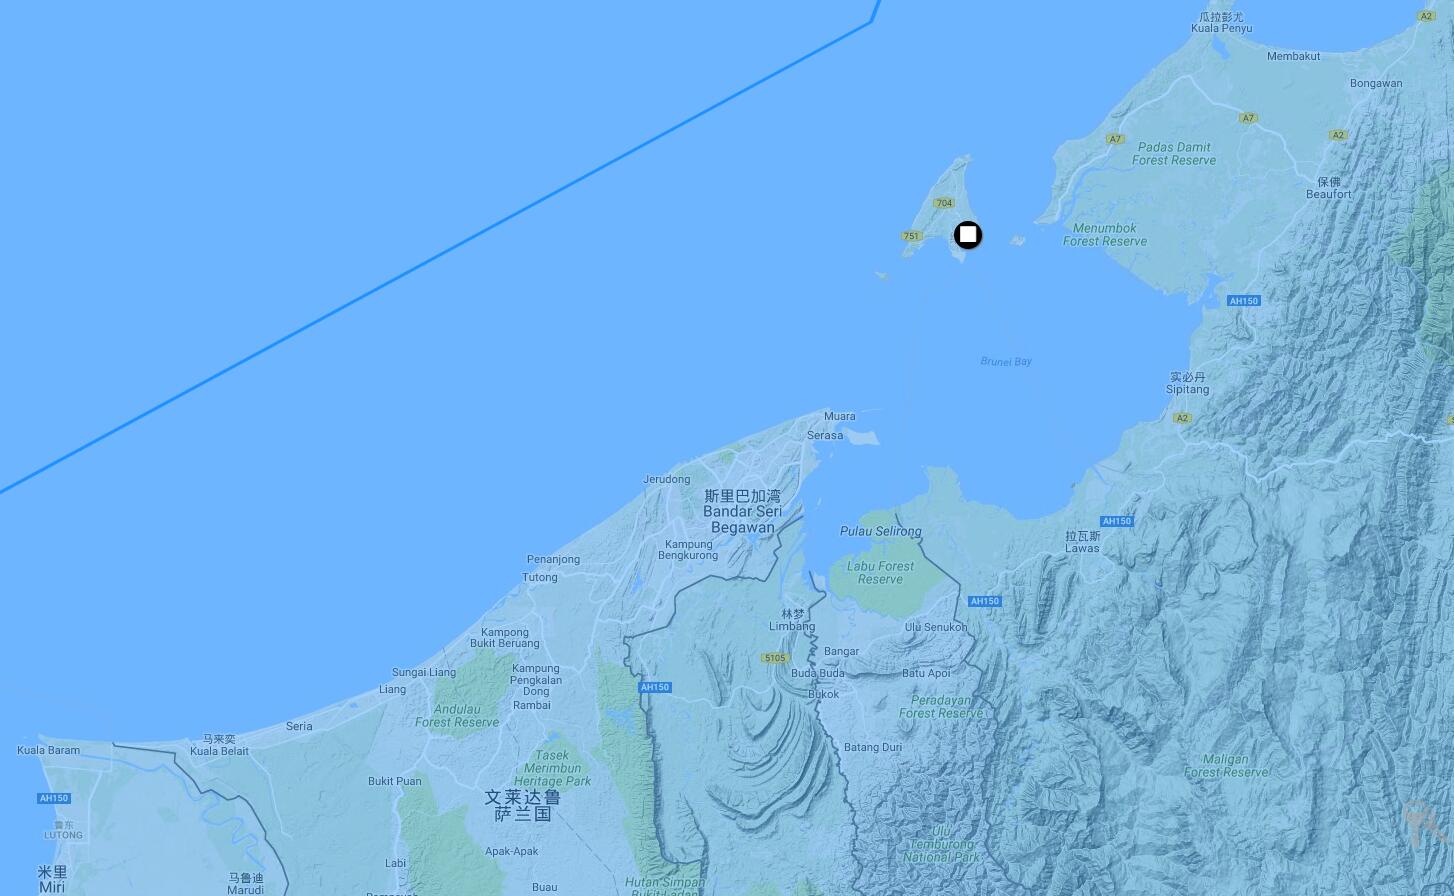 瓜拉彭尤
Kuala Penyu
A2
Membakut
Bongawan
A7
A7
A2
Padas Damit
Forest Reserve
保佛
Beaufort
704
751
Menumbok
Forest Reserve
AH150
Brunei Bay
实必丹
Sipitang
A2
Muara
Serasa
Jerudong
斯里巴加湾
Bandar Seri
Begawan
Pulau Selirong
AH150
拉瓦斯
Lawas
Kampung
Bengkurong
Penanjong
Tutong
Labu Forest
Reserve
AH150
林梦
Limbang
Ulu Senukoh
Kampong
Bukit Beruang
Bangar
5105
Sungai Liang
Liang
Kampung
Pengkalan
Dong
Rambai
AH150
Buda Buda
Bukok
Batu Apoi
Peradayan
Forest Reserve
Andulau
Forest Reserve
Seria
马来奕
Kuala Belait
Kuala Baram
Batang Duri
Tasek
Merimbun
Heritage Park
Maligan
Forest Reserve
Bukit Puan
AH150
文莱达鲁
萨兰国
鲁东
LUTONG
Ulu
Temburong
National Park
Apak-Apak
Labi
米里
Miri
马鲁迪
Marudi
Buau
Hutan Simpan